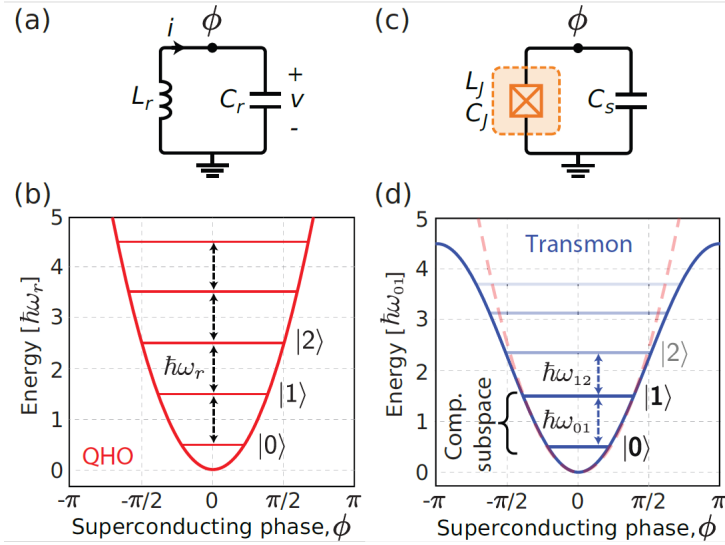 (a)
ϕ
i
L_r
C_r
+
v
-
(b)
Energy [ℏω_r]
5
4
3
2
1
0
|2⟩
ℏω_r
|1⟩
|0⟩
QHO
-π
-π/2
0
π/2
π
Superconducting phase, ϕ
(c)
ϕ
L_J
C_J
C_s
(d)
Energy [ℏω_01]
5
4
3
2
1
0
Transmon
|2⟩
ℏω_12
|1⟩
Comp.
subspace
ℏω_01
|0⟩
-π
-π/2
0
π/2
π
Superconducting phase, ϕ